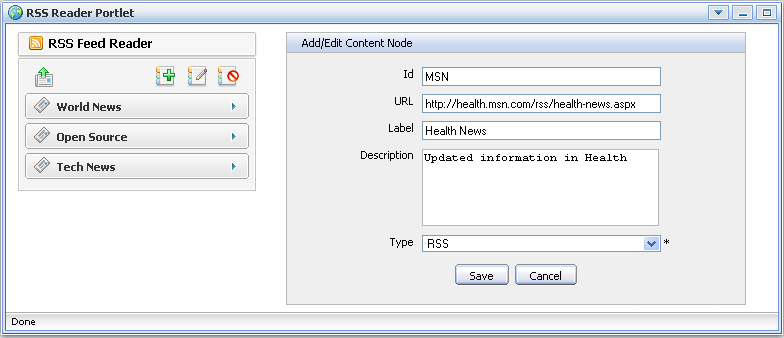 RSS Reader Portlet
RSS Feed Reader
World News
Open Source
Tech News
Add/Edit Content Node
Id MSN
URL http://health.msn.com/rss/health-news.aspx
Label Health News
Description Updated information in Health
Type RSS *
Save Cancel
Done